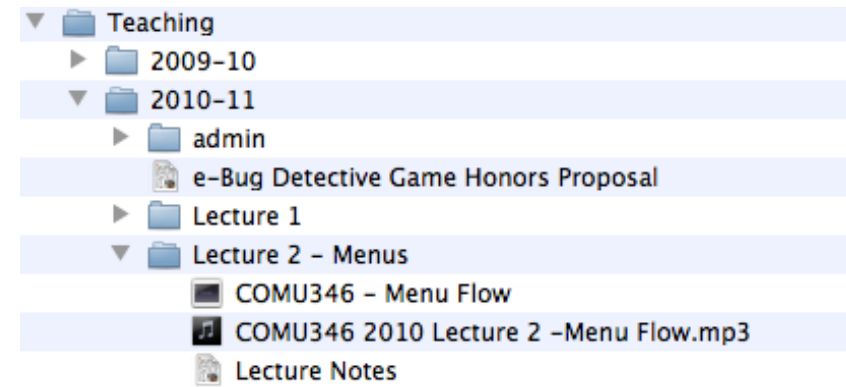 Teaching
2009-10
2010-11
admin
e-Bug Detective Game Honors Proposal
Lecture 1
Lecture 2 - Menus
COMU346 - Menu Flow
COMU346 2010 Lecture 2 -Menu Flow.mp3
Lecture Notes